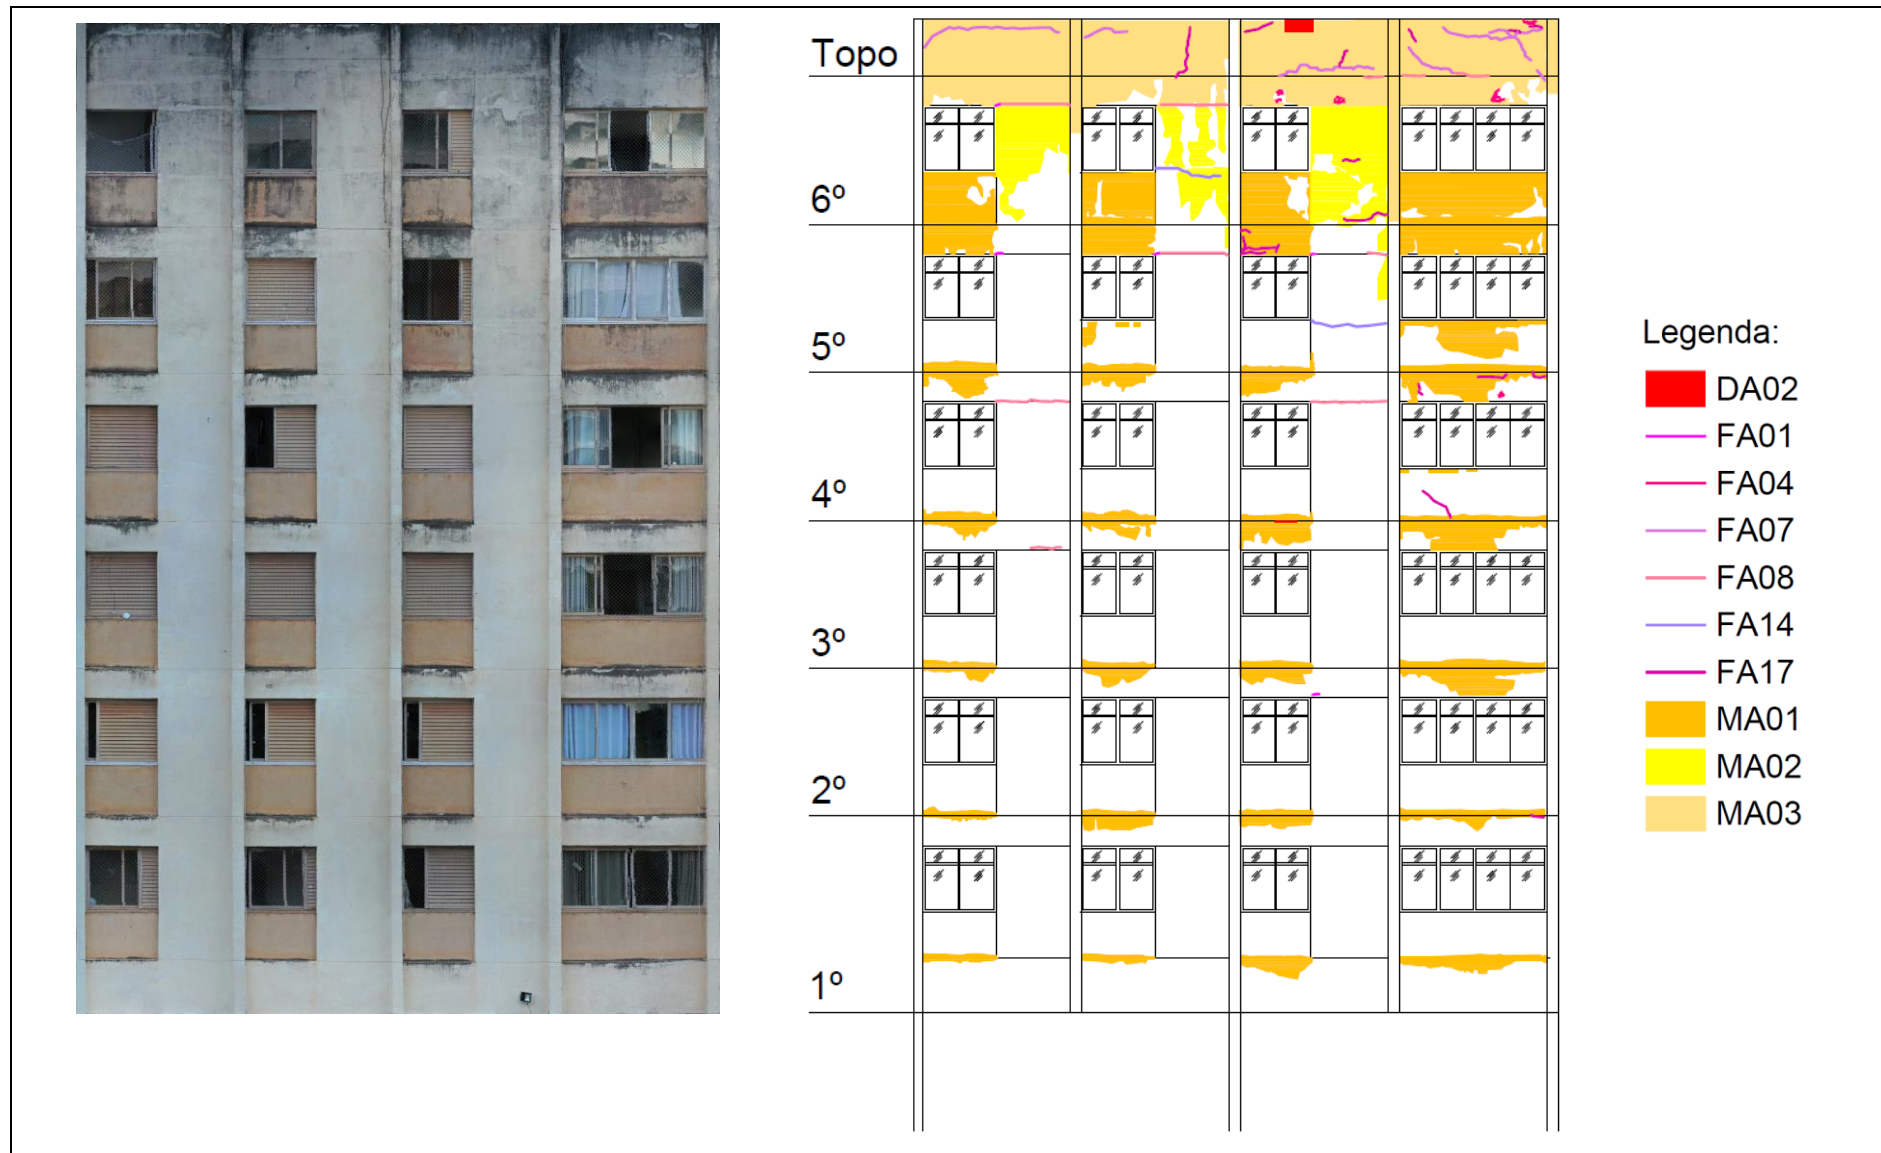 Topo
6º
5º
4º
3º
2º
1º
Legenda:
DA02
FA01
FA04
FA07
FA08
FA14
FA17
MA01
MA02
MA03